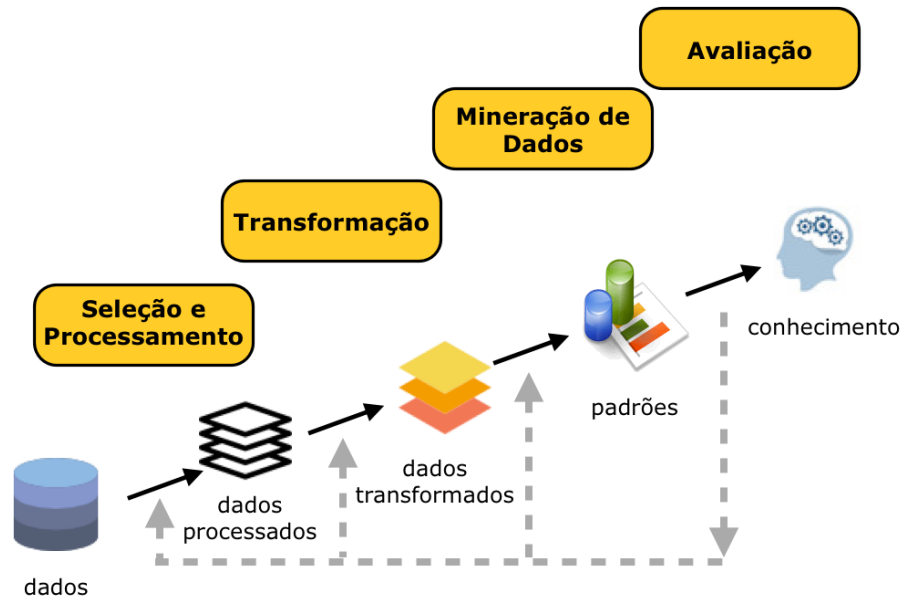 Avaliação
Mineração de
Dados
Transformação
Seleção e
Processamento
conhecimento
padrões
dados
transformados
dados
processados
dados